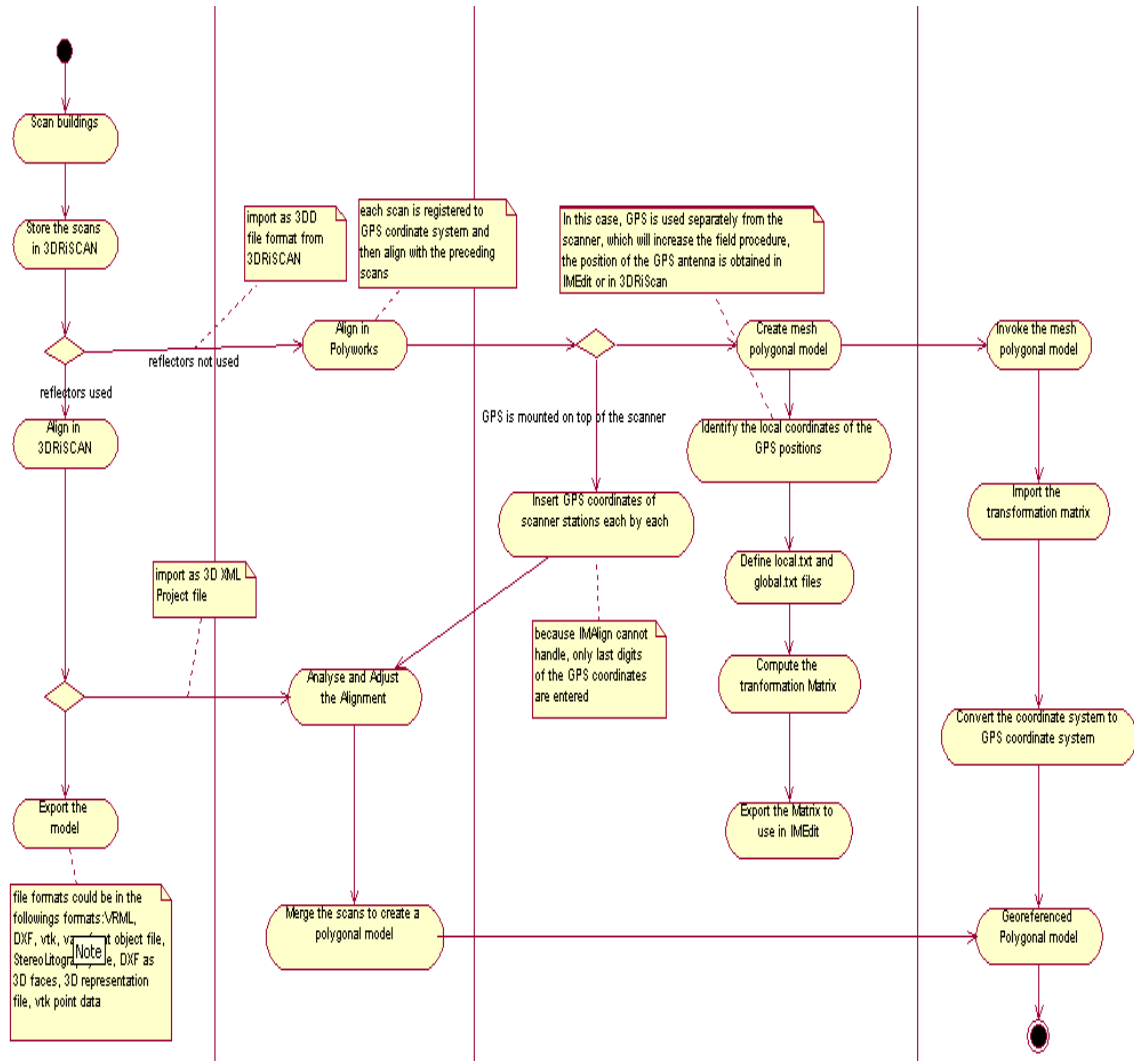 Scan buildings
Store the scans
in 3DRiSCAN
import as 3DD
file format from
3DRiSCAN
each scan is registered to
GPS cordinate system and
then align with the preceding
scans
In this case, GPS is used separately from the
scanner, which will increase the field procedure,
the position of the GPS antenna is obtained in
IMEdit or in 3DRiScan
reflectors not used
Align in
Polyworks
Create mesh
polygonal model
Invoke the mesh
polygonal model
reflectors used
Align in
3DRiSCAN
GPS is mounted on top of the scanner
Identify the local coordinates of the
GPS positions
Insert GPS coordinates of
scanner stations each by each
Import the
transformation matrix
import as 3D XML
Project file
Define local.txt and
global.txt files
because IMAlign cannot
handle, only last digits
of the GPS coordinates
are entered
Analyse and Adjust
the Alignment
Compute the
tranformation Matrix
Convert the coordinate system to
GPS coordinate system
Export the
model
Export the Matrix to
use in IMEdit
file formats could be in the
followings formats:VRML,
DXF, vtk, object file,
Note
DXF as
3D faces, 3D representation
file, vtk point data
Merge the scans to create a
polygonal model
Georeferenced
Polygonal model